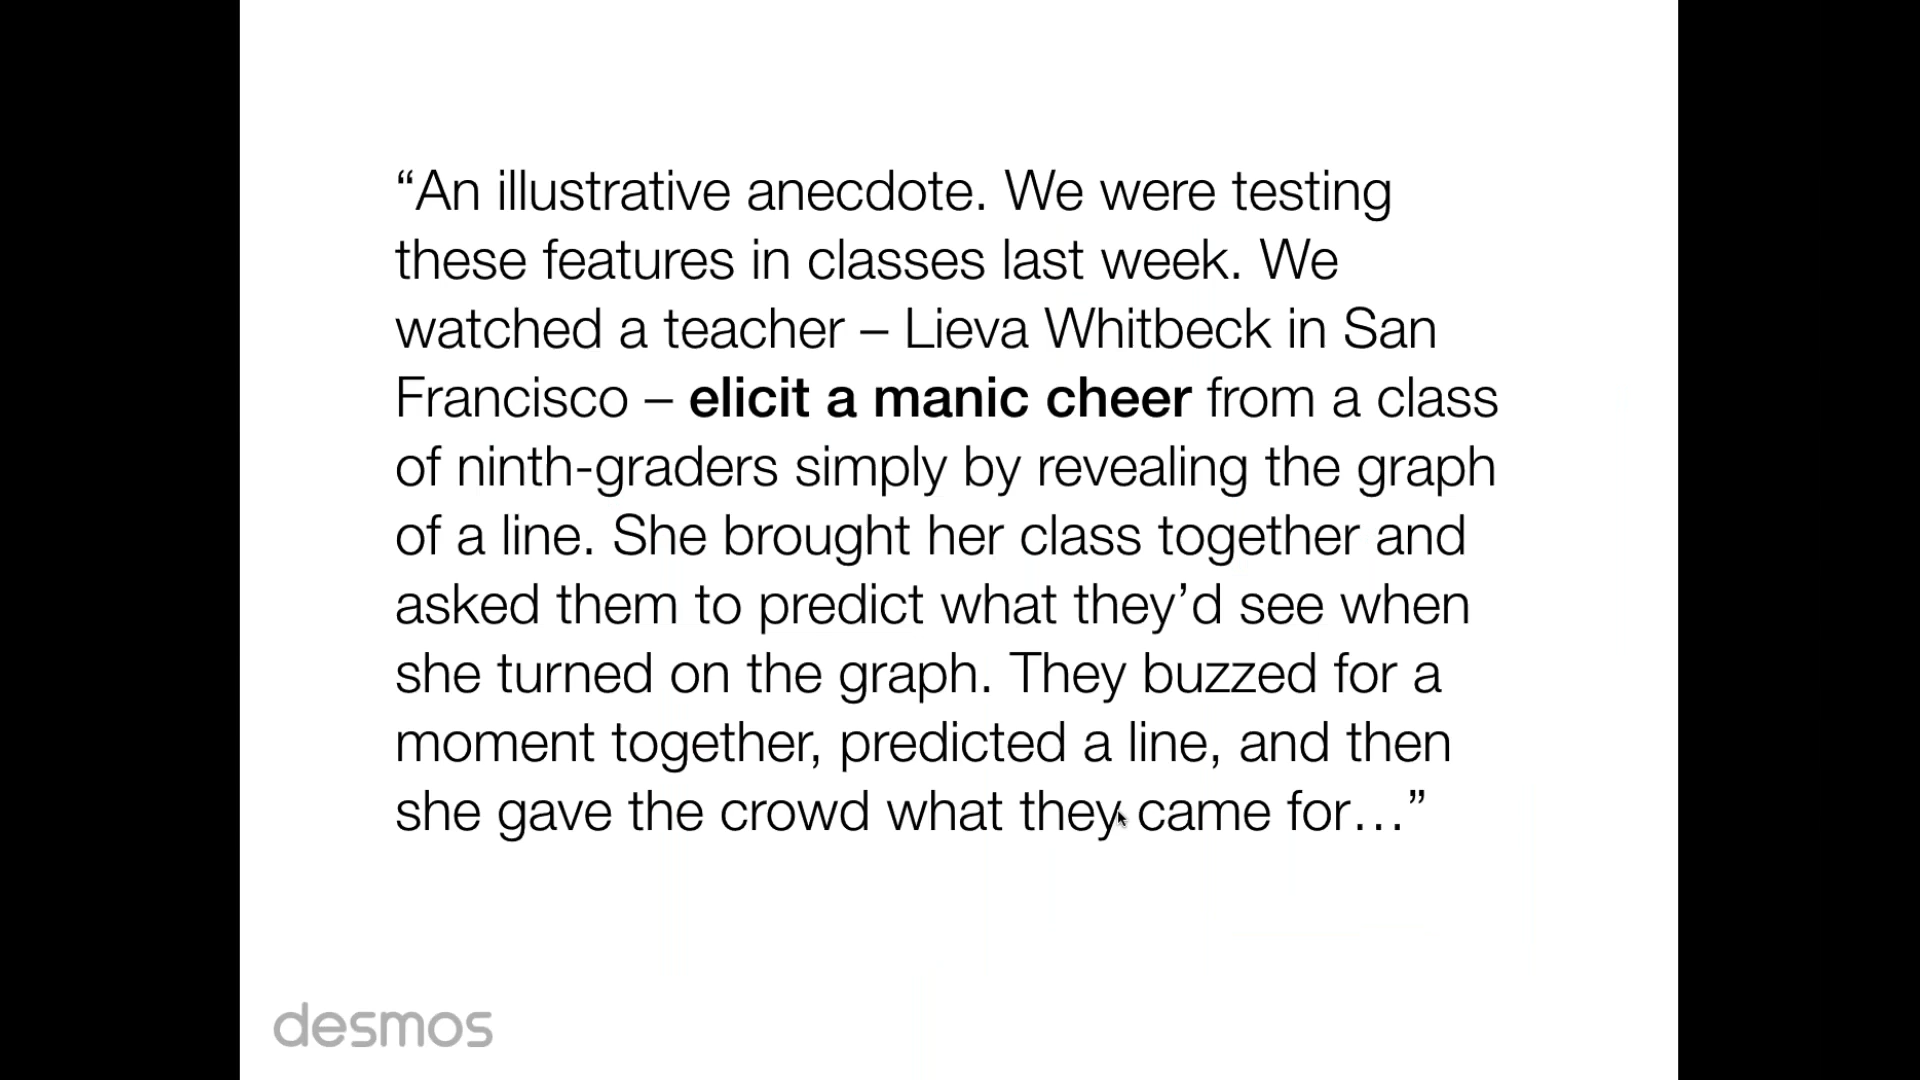 “An illustrative anecdote. We were testing
these features in classes last week. We
watched a teacher – Lieva Whitbeck in San
Francisco – elicit a manic cheer from a class
of ninth-graders simply by revealing the graph
of a line. She brought her class together and
asked them to predict what they’d see when
she turned on the graph. They buzzed for a
moment together, predicted a line, and then
she gave the crowd what they came for…”
desmos